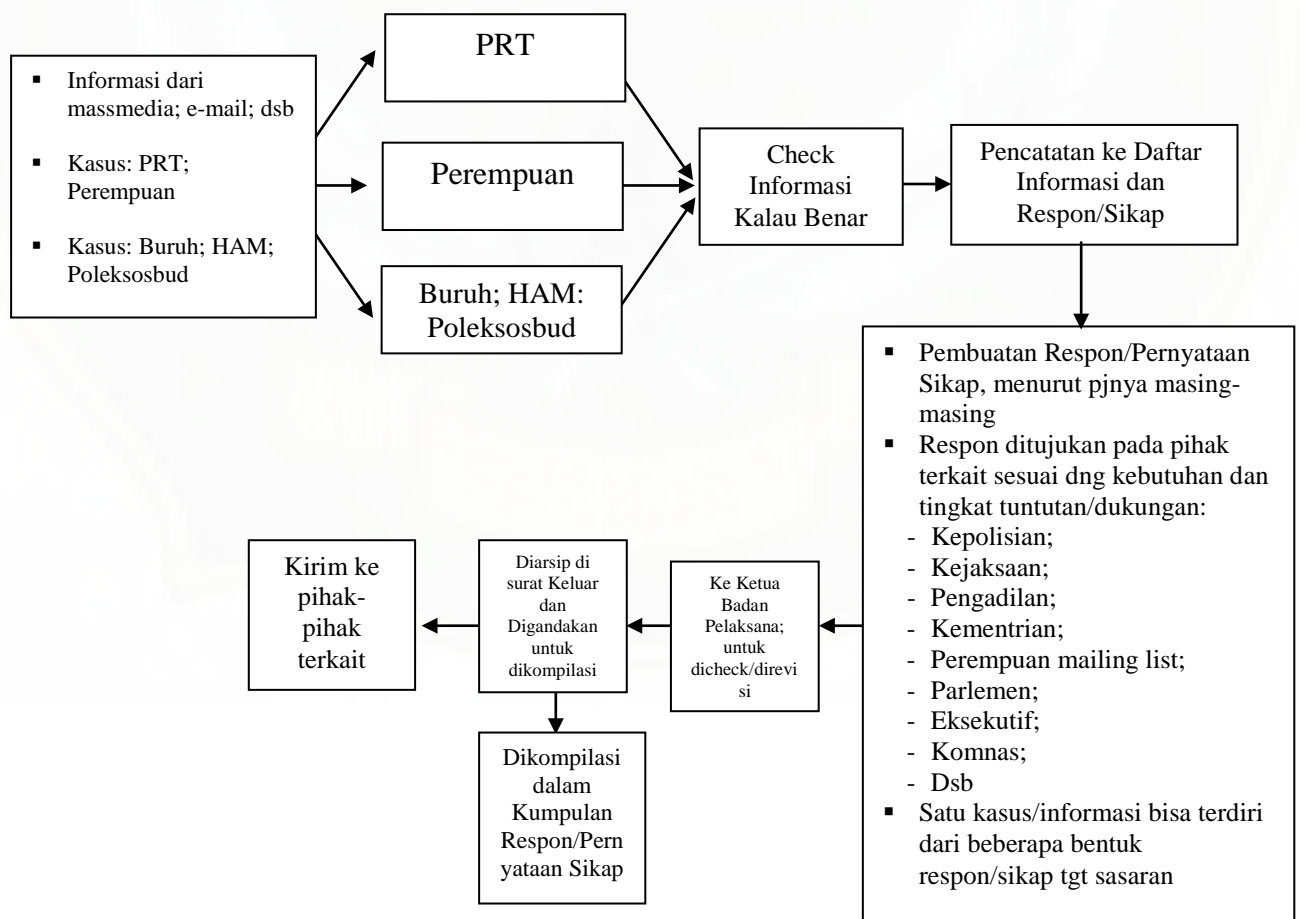 ▪ Informasi dari
massmedia; e-mail; dsb
▪ Kasus: PRT;
Perempuan
▪ Kasus: Buruh; HAM;
Poleksosbud
PRT
Perempuan
Buruh; HAM:
Poleksosbud
Check
Informasi
Kalau Benar
Pencatatan ke Daftar
Informasi dan
Respon/Sikap
▪ Pembuatan Respon/Pernyataan
Sikap, menurut pjnya masing-
masing
▪ Respon ditujukan pada pihak
terkait sesuai dng kebutuhan dan
tingkat tuntutan/dukungan:
- Kepolisian;
- Kejaksaan;
- Pengadilan;
- Kementrian;
- Perempuan mailing list;
- Parlemen;
- Eksekutif;
- Komnas;
- Dsb
▪ Satu kasus/informasi bisa terdiri
dari beberapa bentuk
respon/sikap tgt sasaran
Ke Ketua
Badan
Pelaksana;
untuk
dicheck/direvi
si
Diarsip di
surat Keluar
dan
Digandakan
untuk
dikompilasi
Kirim ke
pihak-
pihak
terkait
Dikompilasi
dalam
Kumpulan
Respon/Pern
yataan Sikap